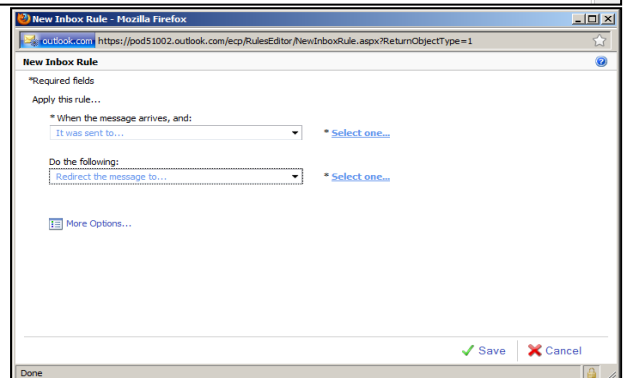 New Inbox Rule - Mozilla Firefox
outlook.com https://pod51002.outlook.com/ecp/RulesEditor/NewInboxRule.aspx?ReturnObjectType=1
New Inbox Rule
*Required fields
Apply this rule...
* When the message arrives, and:
It was sent to... * Select one...
Do the following:
Redirect the message to... * Select one...
More Options...
Save Cancel
Done